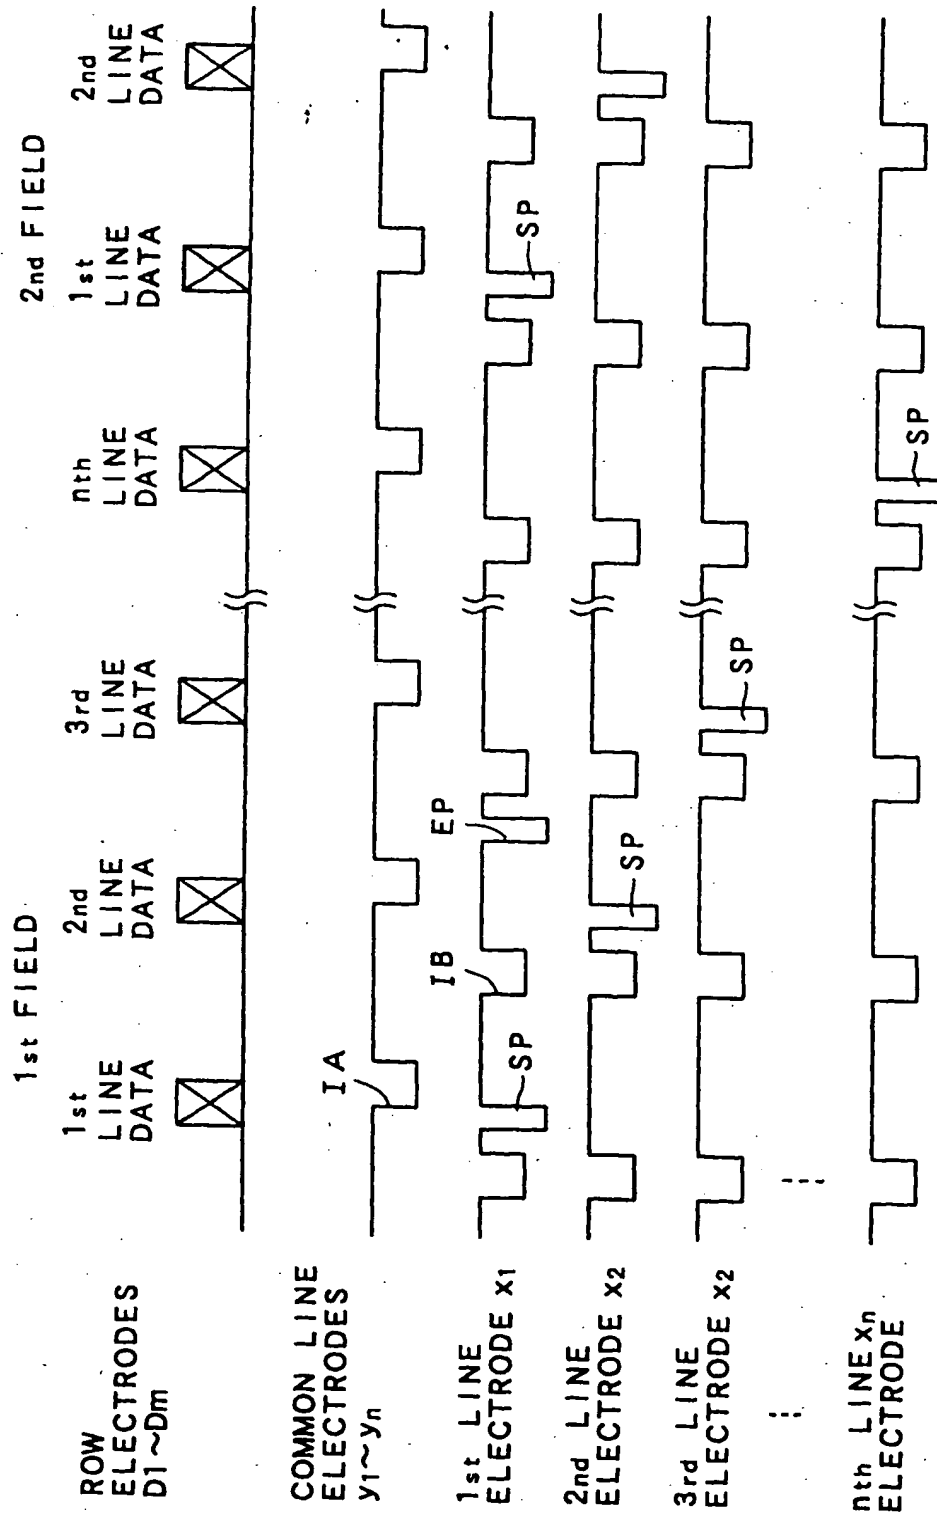 1st FIELD
2nd FIELD
1st
LINE
DATA
2nd
LINE
DATA
3rd
LINE
DATA
nth
LINE
DATA
1st
LINE
DATA
2nd
LINE
DATA
ROW
ELECTRODES
D1~Dm
COMMON LINE
ELECTRODES
y1~yn
IA
1st LINE
ELECTRODE x1
SP
IB
EP
SP
2nd LINE
ELECTRODE x2
SP
3rd LINE
ELECTRODE x2
SP
nth LINE xn
ELECTRODE
SP